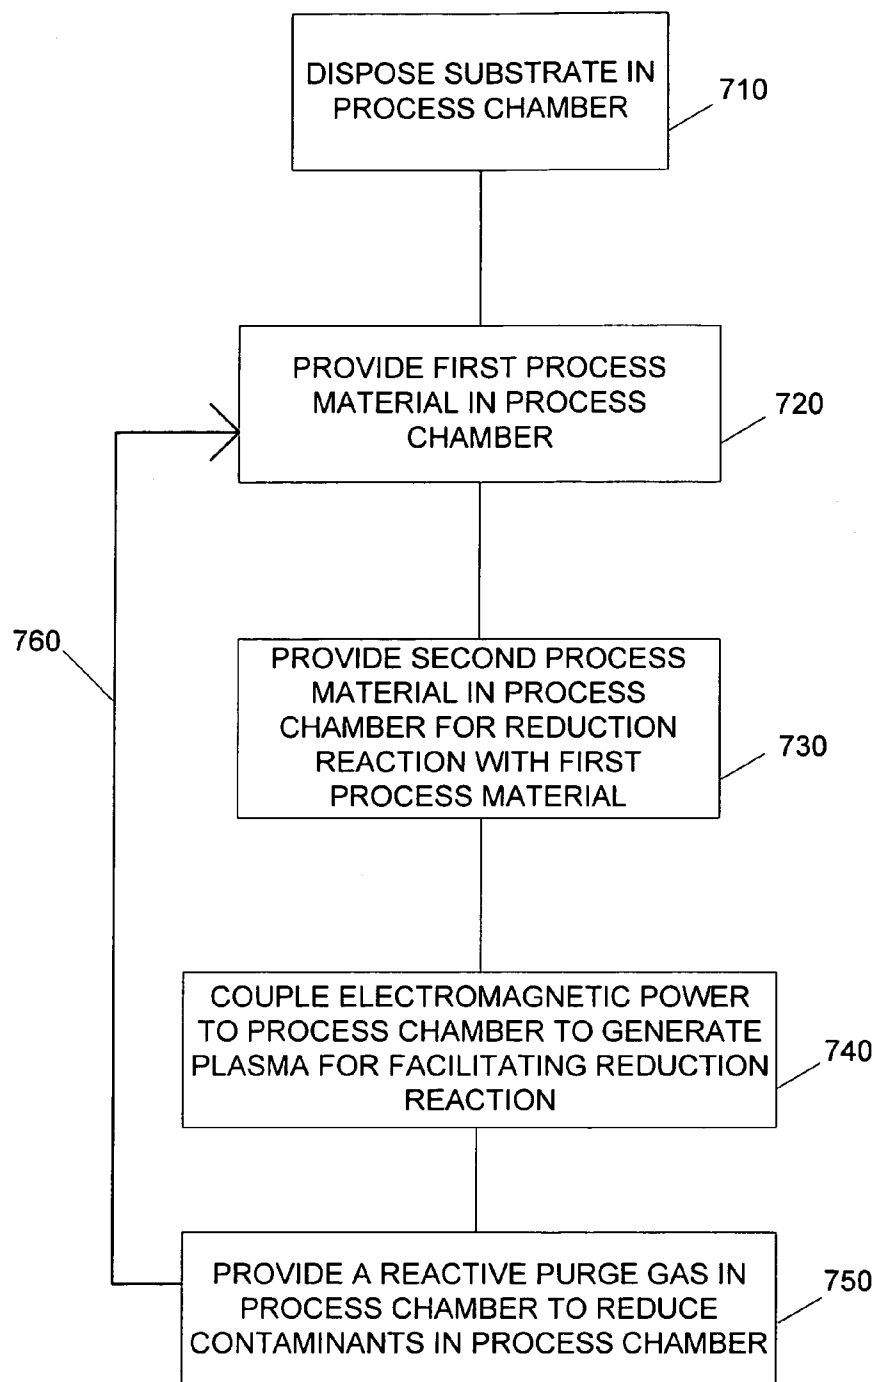 DISPOSE SUBSTRATE IN
PROCESS CHAMBER
710
PROVIDE FIRST PROCESS
MATERIAL IN PROCESS
CHAMBER
720
760
PROVIDE SECOND PROCESS
MATERIAL IN PROCESS
CHAMBER FOR REDUCTION
REACTION WITH FIRST
PROCESS MATERIAL
730
COUPLE ELECTROMAGNETIC POWER
TO PROCESS CHAMBER TO GENERATE
PLASMA FOR FACILITATING REDUCTION
REACTION
740
PROVIDE A REACTIVE PURGE GAS IN
PROCESS CHAMBER TO REDUCE
CONTAMINANTS IN PROCESS CHAMBER
750